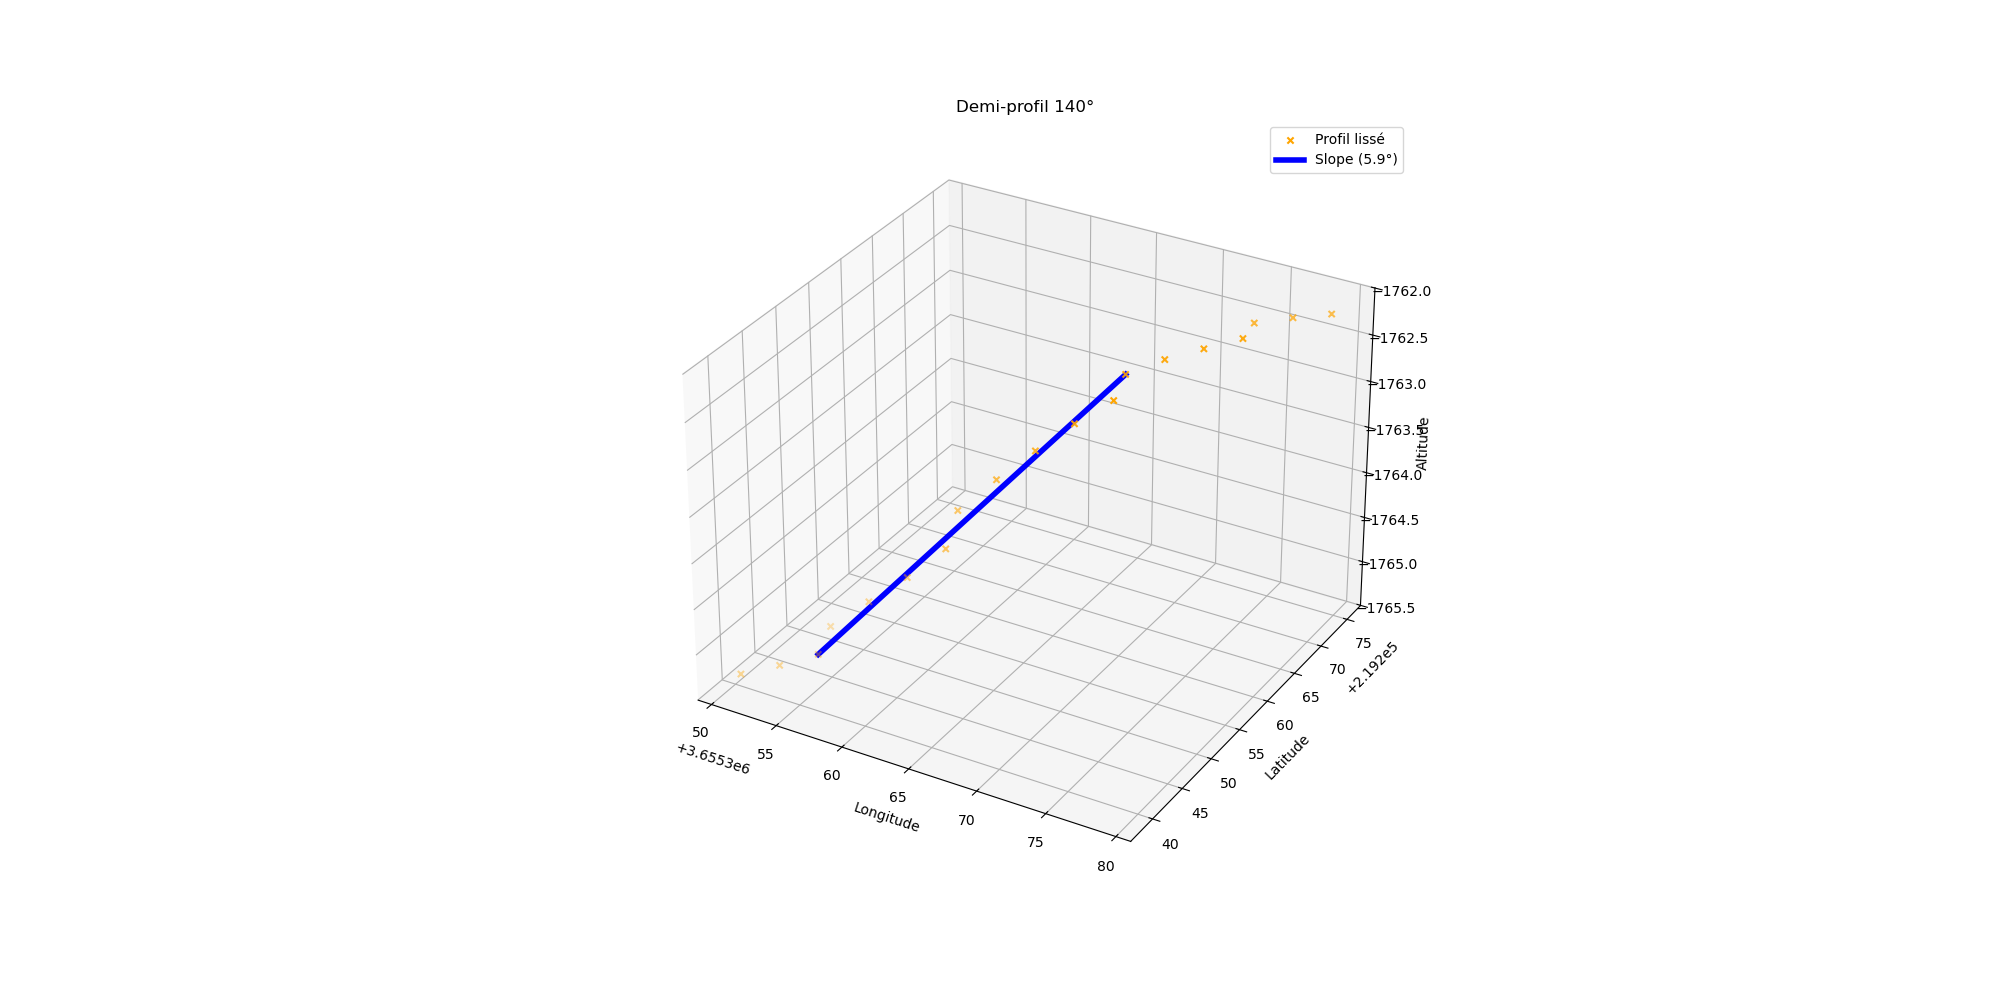 Demi-profil 140°
Profil lissé
Slope (5.9°)
−1762.0
−1762.5
−1763.0
−1763.5
−1764.0
−1764.5
−1765.0
−1765.5
Altitude
75
70
65
60
55
50
45
40
+2.192e5
Latitude
50
55
60
65
70
75
80
+3.6553e6
Longitude